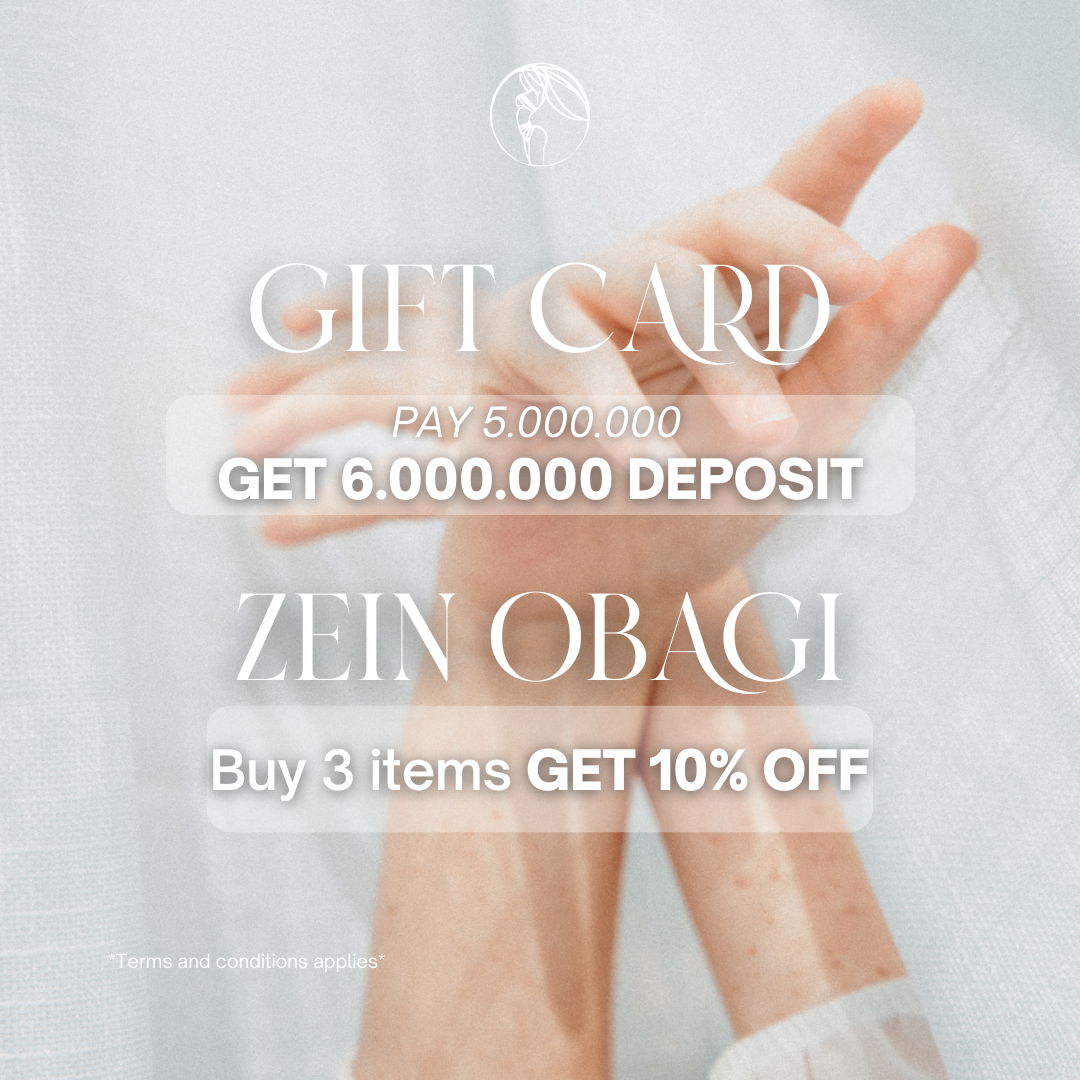 GIFT CARD
PAY 5.000.000
GET 6.000.000 DEPOSIT
ZEIN OBAGI
Buy 3 items GET 10% OFF
*Terms and conditions applies*